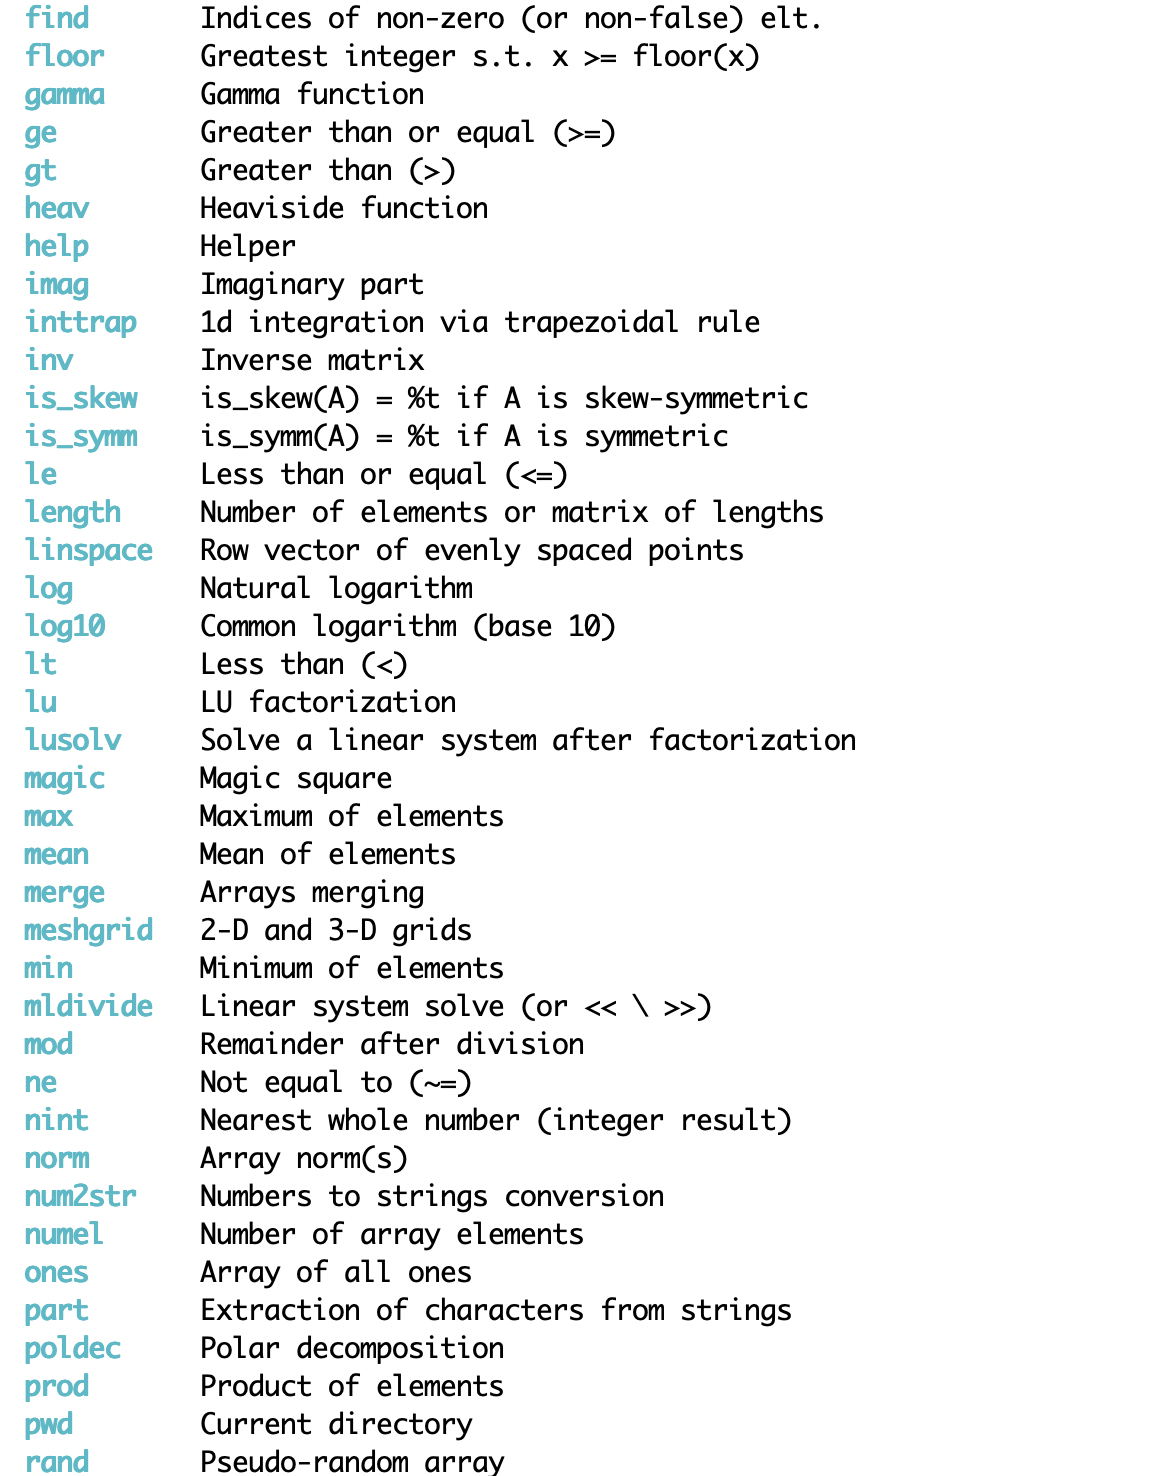 find Indices of non-zero (or non-false) elt.
floor Greatest integer s.t. x >= floor(x)
gamma Gamma function
ge Greater than or equal (>=)
gt Greater than (>)
heav Heaviside function
help Helper
imag Imaginary part
inttrap 1d integration via trapezoidal rule
inv Inverse matrix
is_skew is_skew(A) = %t if A is skew-symmetric
is_symm is_symm(A) = %t if A is symmetric
le Less than or equal (<=)
length Number of elements or matrix of lengths
linspace Row vector of evenly spaced points
log Natural logarithm
log10 Common logarithm (base 10)
lt Less than (<)
lu LU factorization
lusolv Solve a linear system after factorization
magic Magic square
max Maximum of elements
mean Mean of elements
merge Arrays merging
meshgrid 2-D and 3-D grids
min Minimum of elements
mldivide Linear system solve (or << \ >>)
mod Remainder after division
ne Not equal to (~=)
nint Nearest whole number (integer result)
norm Array norm(s)
num2str Numbers to strings conversion
numel Number of array elements
ones Array of all ones
part Extraction of characters from strings
poldec Polar decomposition
prod Product of elements
pwd Current directory
rand Pseudo-random array